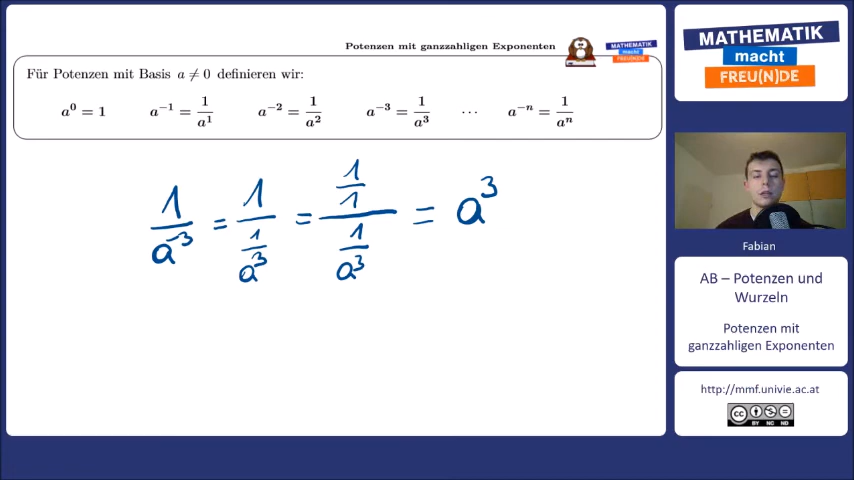 Potenzen mit ganzzahligen Exponenten
MATHEMATIK
macht
FREU(N)DE
Für Potenzen mit Basis a ≠ 0 definieren wir:
a⁰ = 1 a⁻¹ = 1/a¹ a⁻² = 1/a² a⁻³ = 1/a³ ⋯ a⁻ⁿ = 1/aⁿ
1/a⁻³ = 1/(1/a³) = (1/1)/(1/a³) = a³
MATHEMATIK
macht
FREU(N)DE
Fabian
AB – Potenzen und
Wurzeln
Potenzen mit
ganzzahligen Exponenten
http://mmf.univie.ac.at
cc
BY NC ND